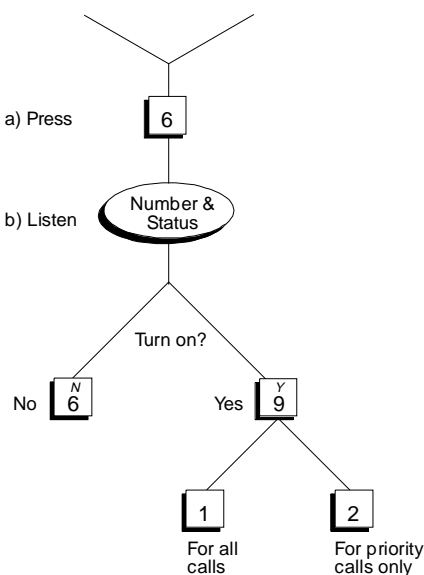 a) Press
6
b) Listen
Number &
Status
Turn on?
No
N
6
Yes
Y
9
1
2
For all
calls
For priority
calls only